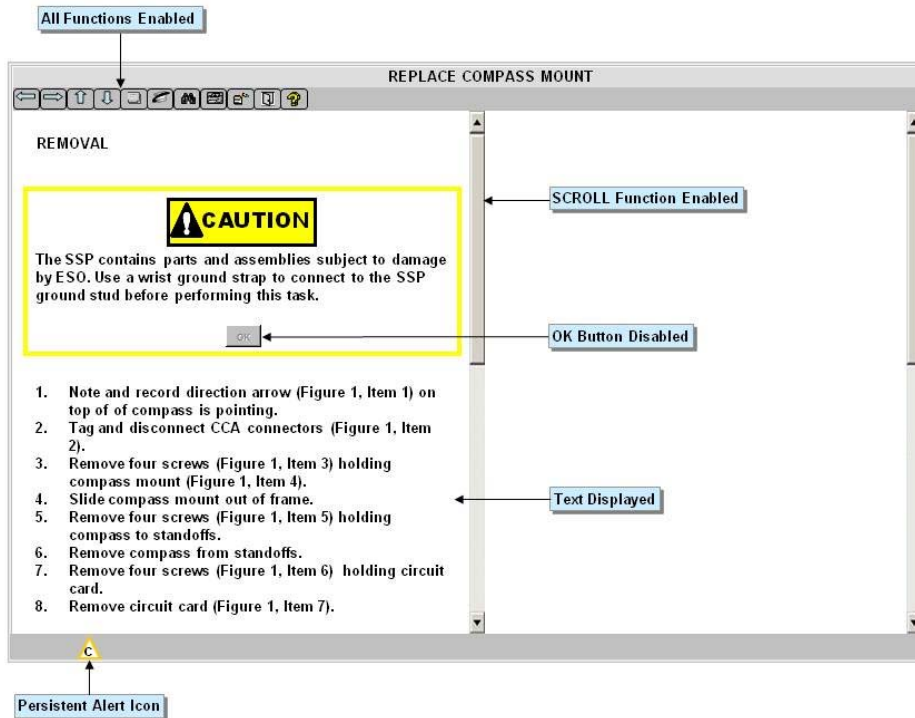 All Functions Enabled
REPLACE COMPASS MOUNT
REMOVAL
SCROLL Function Enabled
CAUTION
The SSP contains parts and assemblies subject to damage
by ESO. Use a wrist ground strap to connect to the SSP
ground stud before performing this task.
OK
OK Button Disabled
1. Note and record direction arrow (Figure 1, Item 1) on
top of of compass is pointing.
2. Tag and disconnect CCA connectors (Figure 1, Item
2).
3. Remove four screws (Figure 1, Item 3) holding
compass mount (Figure 1, Item 4).
4. Slide compass mount out of frame.
Text Displayed
5. Remove four screws (Figure 1, Item 5) holding
compass to standoffs.
6. Remove compass from standoffs.
7. Remove four screws (Figure 1, Item 6) holding circuit
card.
8. Remove circuit card (Figure 1, Item 7).
C
Persistent Alert Icon